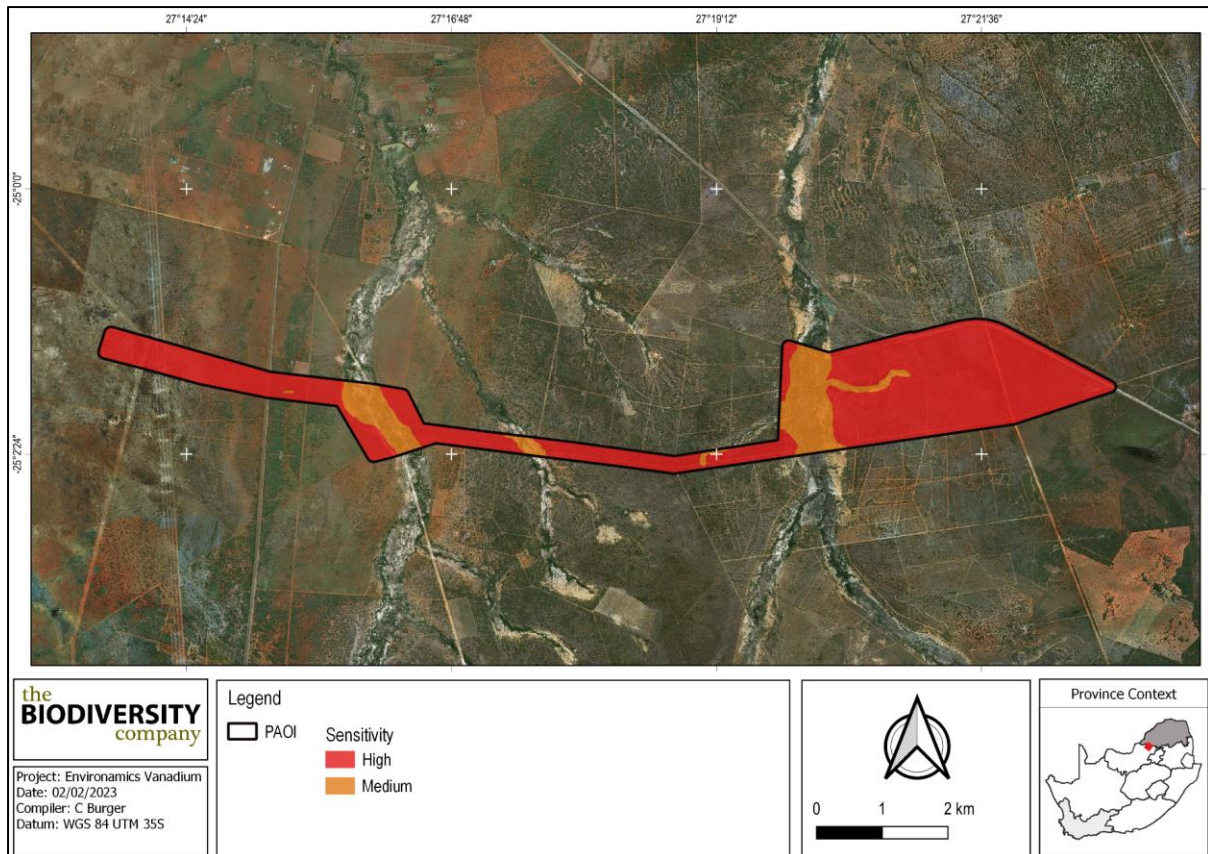 27°14'24"
27°16'48"
27°19'12"
27°21'36"
-25°0'0"
-25°2'24"
the
BIODIVERSITY
company
Project: Environamics Vanadium
Date: 02/02/2023
Compiler: C Burger
Datum: WGS 84 UTM 35S
Legend
PAOI
Sensitivity
High
Medium
0 1 2 km
Province Context